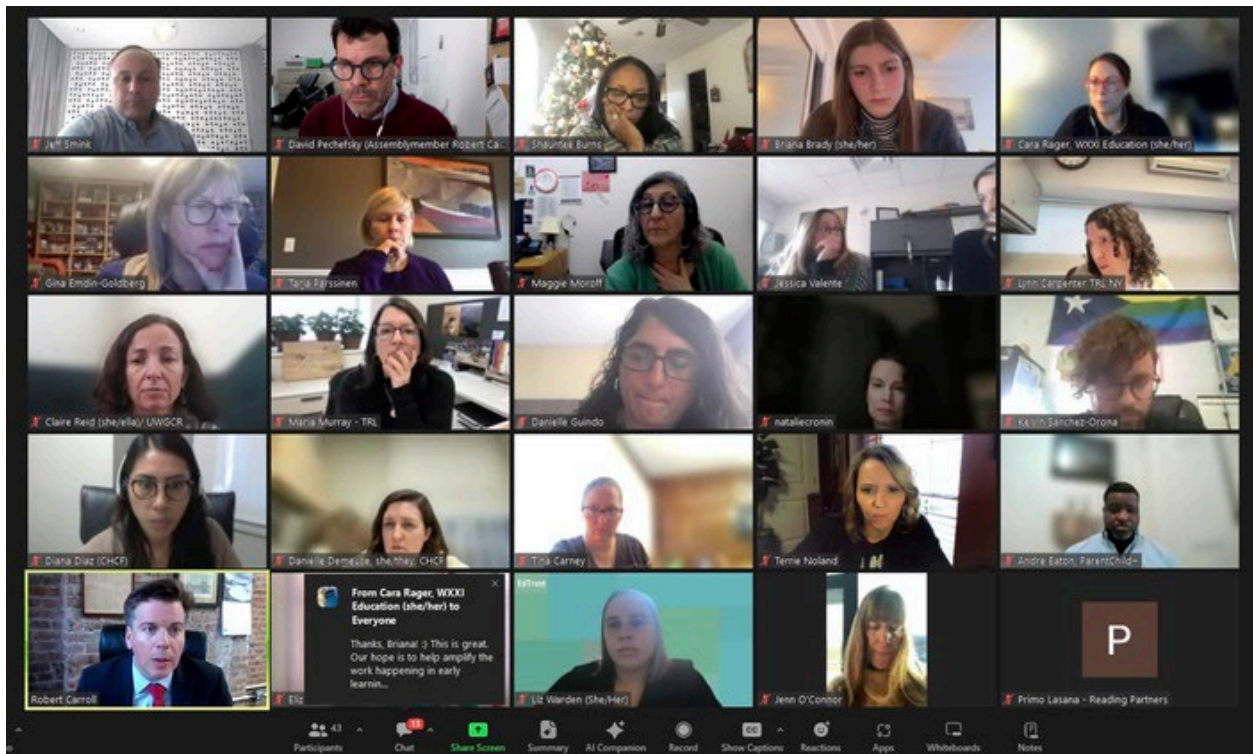 Jeff Smink
David Pechefsky (Assemblymember Robert Ca...
Shauntee Burns
Briana Brady (she/her)
Cara Rager, WXXI Education (she/her)
Gina Emdin-Goldberg
Tarja Parssinen
Maggie Moroff
Jessica Valente
Lynn Carpenter TRL NY
Claire Reid (she/ella)/ UWGCR
Maria Murray - TRL
Danielle Guindo
nataliecronin
Kelvin Sanchez-Orona
Diana Diaz (CHCF)
Danielle Demeuse, she/they, CHCF
Tina Carney
Terrie Noland
Andre Eaton, ParentChild+
Robert Carroll
Eliz
From Cara Rager, WXXI
Education (she/her) to
Everyone
Thanks, Briana! :) This is great.
Our hope is to help amplify the
work happening in early
learnin...
EdTrust
Liz Warden (She/Her)
Jenn O'Connor
P
Primo Lasana - Reading Partners
43
13
Participants
Chat
Share Screen
Summary
AI Companion
Record
CC
Show Captions
Reactions
Apps
Whiteboards
Notes